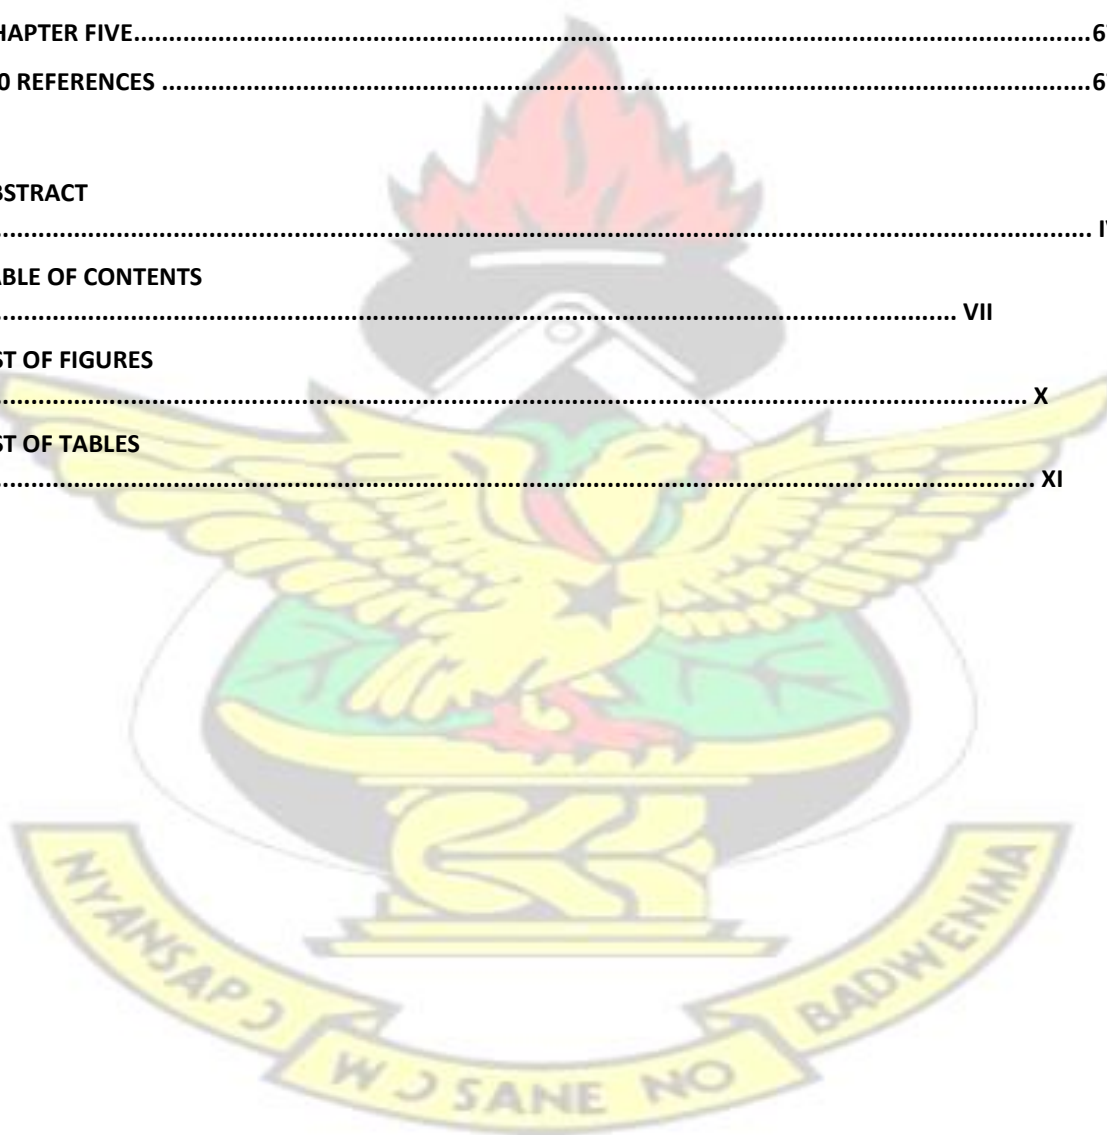 HAPTER FIVE.......................................................................................................................................6
0 REFERENCES ...................................................................................................................................6
BSTRACT
.......................................................................................................................................................... I
ABLE OF CONTENTS
....................................................................................................................................... VII
ST OF FIGURES
................................................................................................................................................. X
ST OF TABLES
.................................................................................................................................................. XI
NYANSAPƆ
WƆSANE NO
BADWENMA